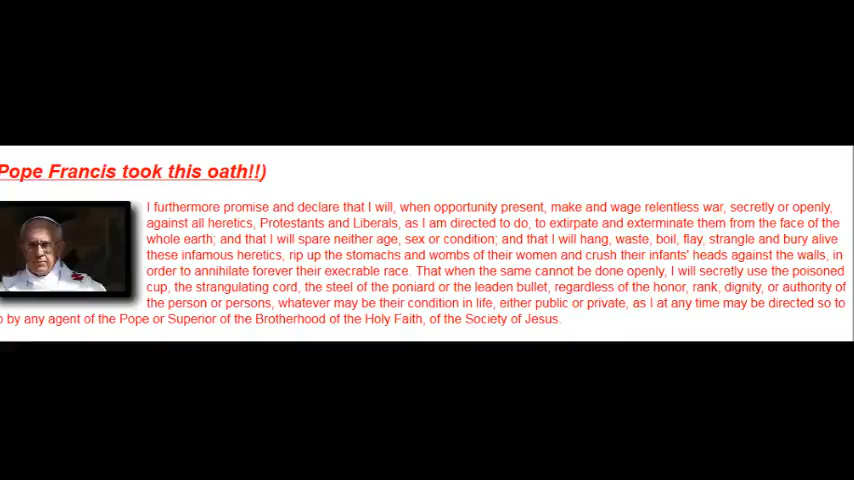 Pope Francis took this oath!!)
I furthermore promise and declare that I will, when opportunity present, make and wage relentless war, secretly or openly,
against all heretics, Protestants and Liberals, as I am directed to do, to extirpate and exterminate them from the face of the
whole earth; and that I will spare neither age, sex or condition; and that I will hang, waste, boil, flay, strangle and bury alive
these infamous heretics, rip up the stomachs and wombs of their women and crush their infants' heads against the walls, in
order to annihilate forever their execrable race. That when the same cannot be done openly, I will secretly use the poisoned
cup, the strangulating cord, the steel of the poniard or the leaden bullet, regardless of the honor, rank, dignity, or authority of
the person or persons, whatever may be their condition in life, either public or private, as I at any time may be directed so to
o by any agent of the Pope or Superior of the Brotherhood of the Holy Faith, of the Society of Jesus.